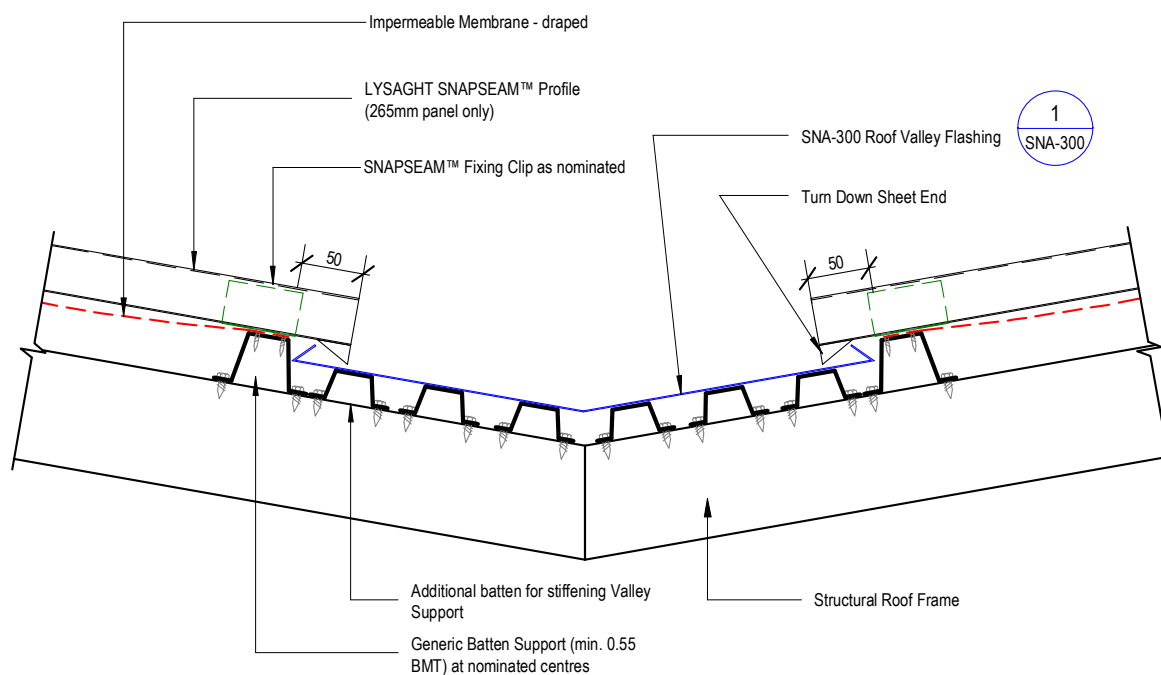 Impermeable Membrane - draped
LYSAGHT SNAPSEAM™ Profile
(265mm panel only)
SNAPSEAM™ Fixing Clip as nominated
SNA-300 Roof Valley Flashing
1
SNA-300
Turn Down Sheet End
50
50
Additional batten for stiffening Valley
Support
Generic Batten Support (min. 0.55
BMT) at nominated centres
Structural Roof Frame